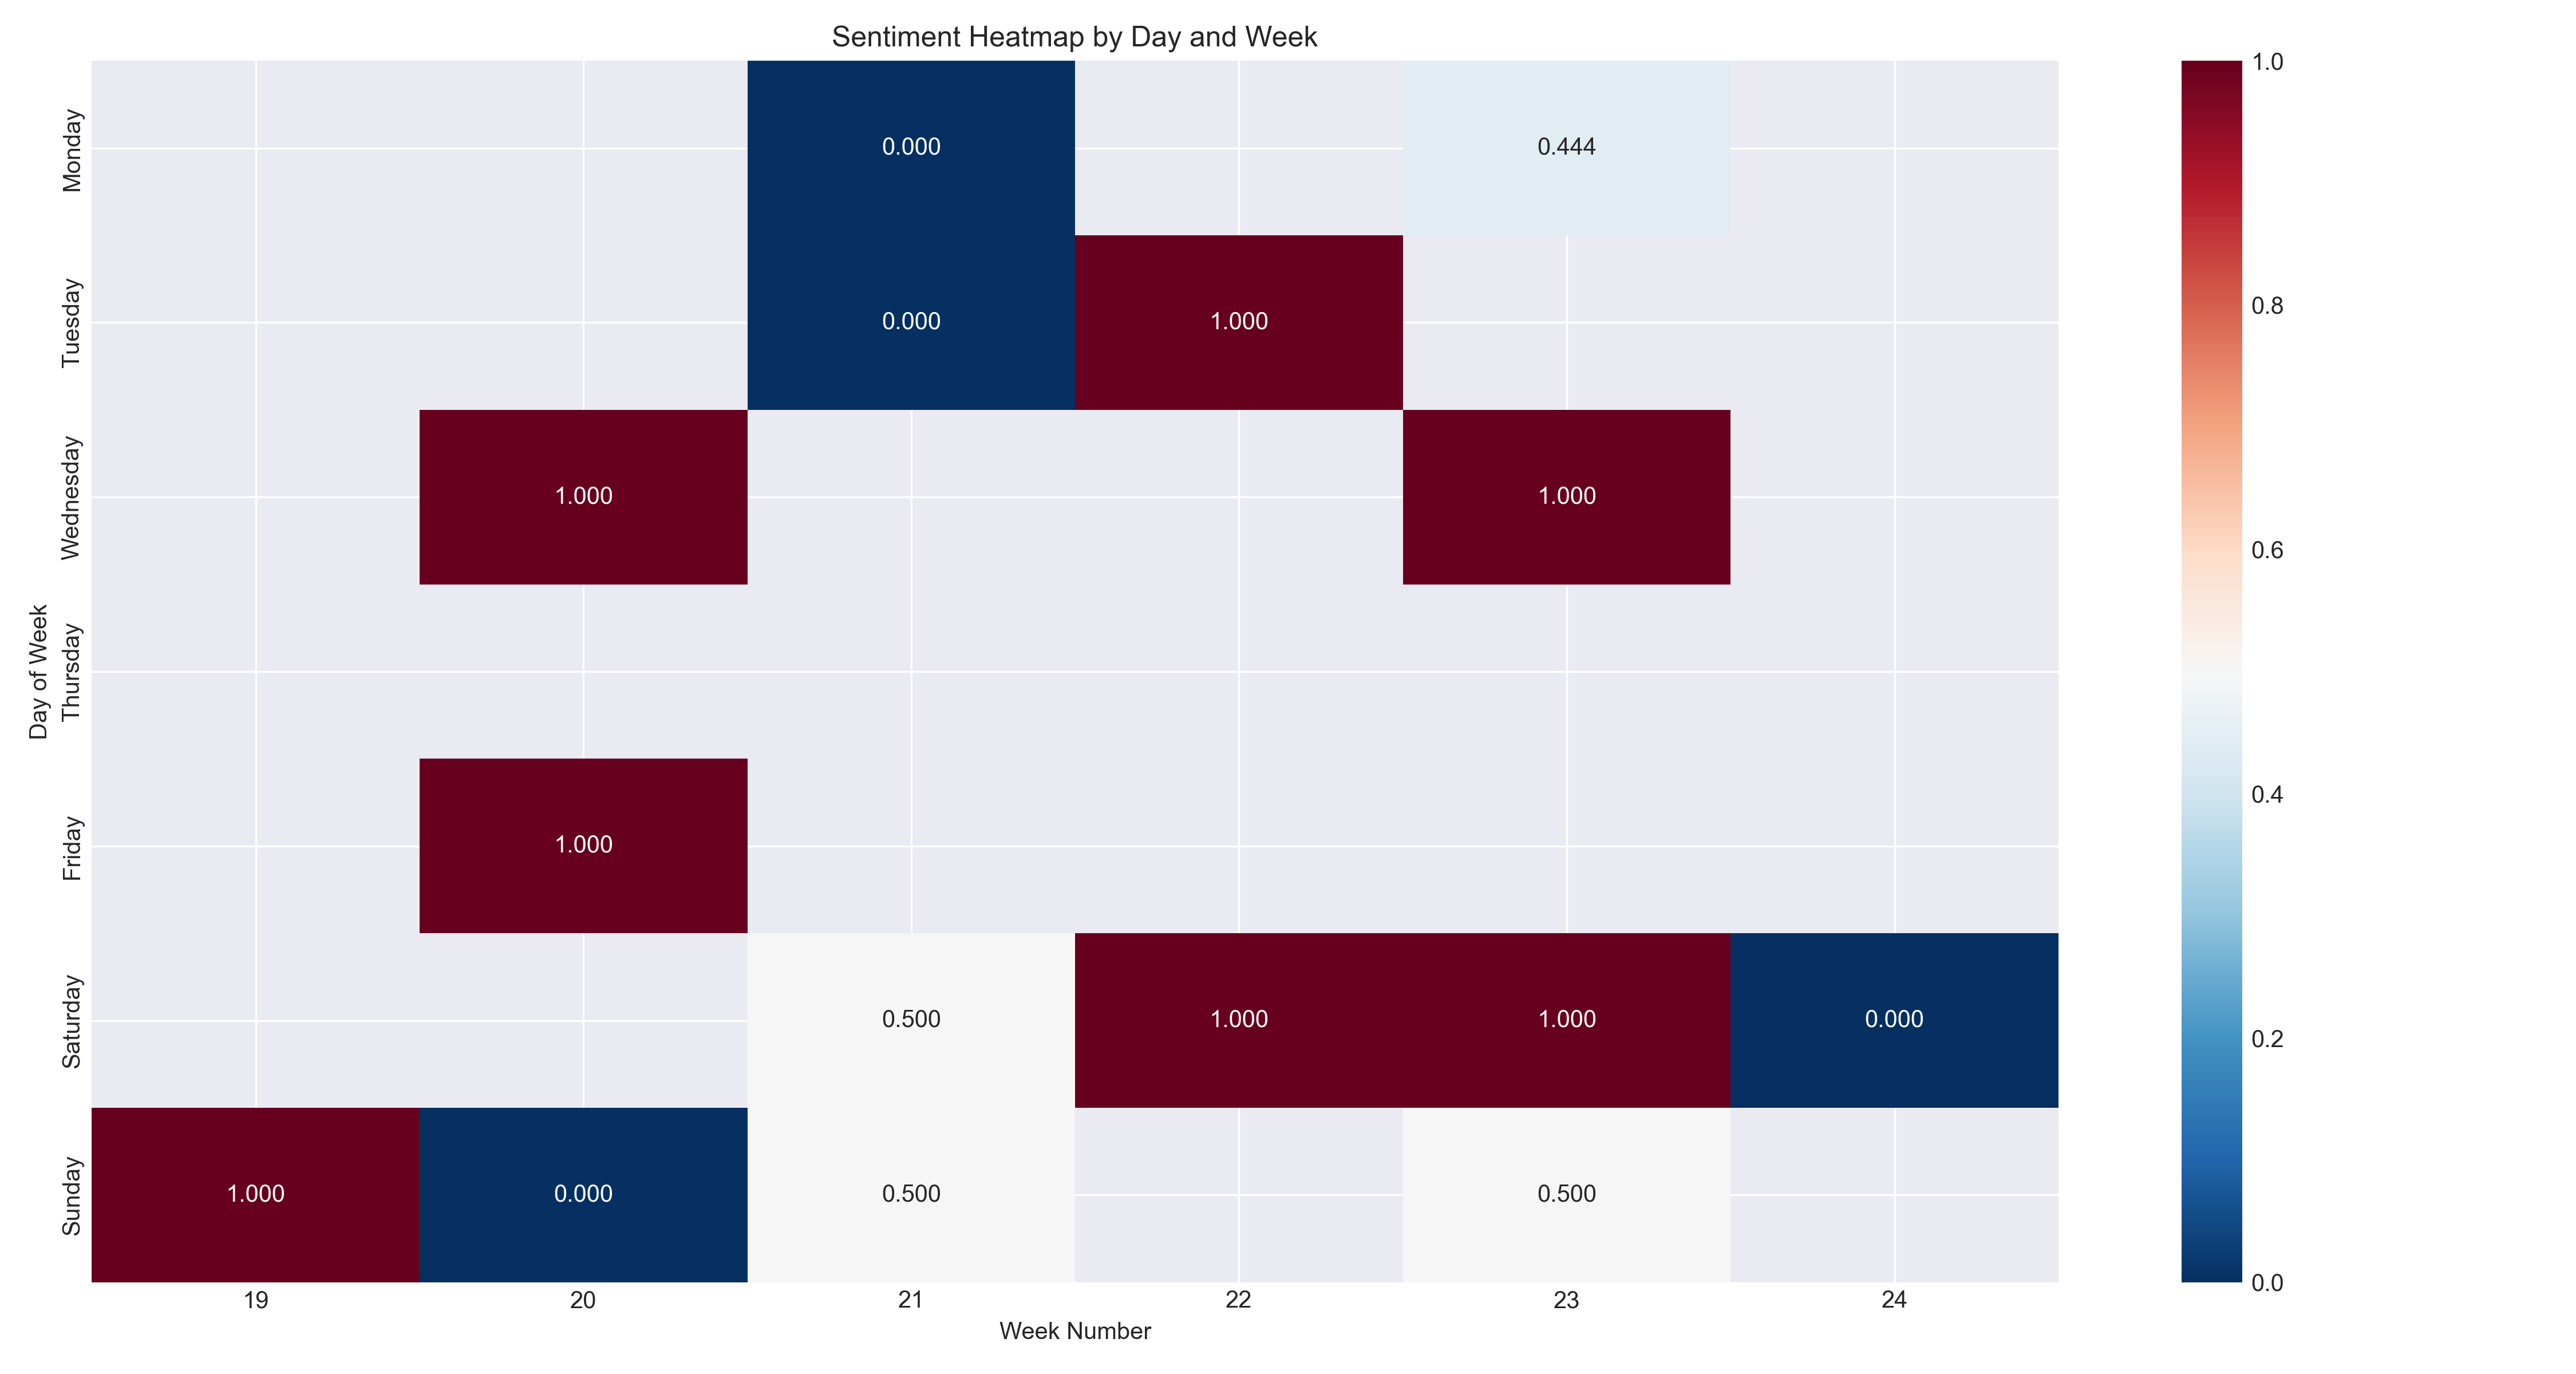 Sentiment Heatmap by Day and Week
Day of Week
Monday
0.000
0.444
Tuesday
0.000
1.000
Wednesday
1.000
1.000
Thursday
Friday
1.000
Saturday
0.500
1.000
1.000
0.000
Sunday
1.000
0.000
0.500
0.500
19
20
21
22
23
24
Week Number
1.0
0.8
0.6
0.4
0.2
0.0